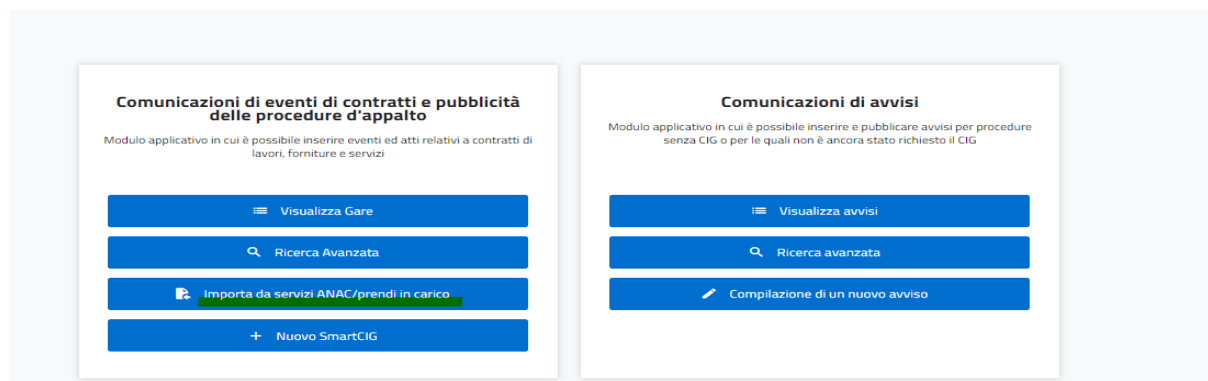 Comunicazioni di eventi di contratti e pubblicità
delle procedure d'appalto
Modulo applicativo in cui è possibile inserire eventi ed atti relativi a contratti di
lavori, forniture e servizi
Visualizza Gare
Ricerca Avanzata
Importa da servizi ANAC/prendi in carico
Nuovo SmartCIG
Comunicazioni di avvisi
Modulo applicativo in cui è possibile inserire e pubblicare avvisi per procedure
senza CIG o per le quali non è ancora stato richiesto il CIG
Visualizza avvisi
Ricerca avanzata
Compilazione di un nuovo avviso